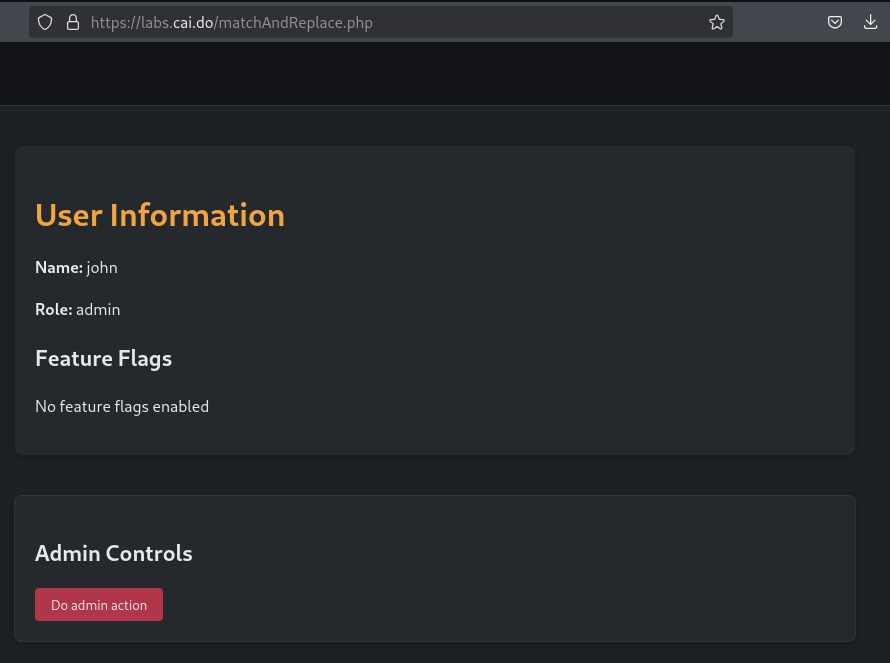 https://labs.cai.do/matchAndReplace.php
User Information
Name: john
Role: admin
Feature Flags
No feature flags enabled
Admin Controls
Do admin action